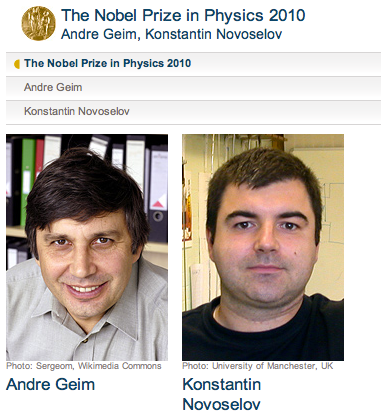 The Nobel Prize in Physics 2010
Andre Geim, Konstantin Novoselov
The Nobel Prize in Physics 2010
Andre Geim
Konstantin Novoselov
Photo: Sergeom, Wikimedia Commons
Photo: University of Manchester, UK
Andre Geim
Konstantin
Novoselov